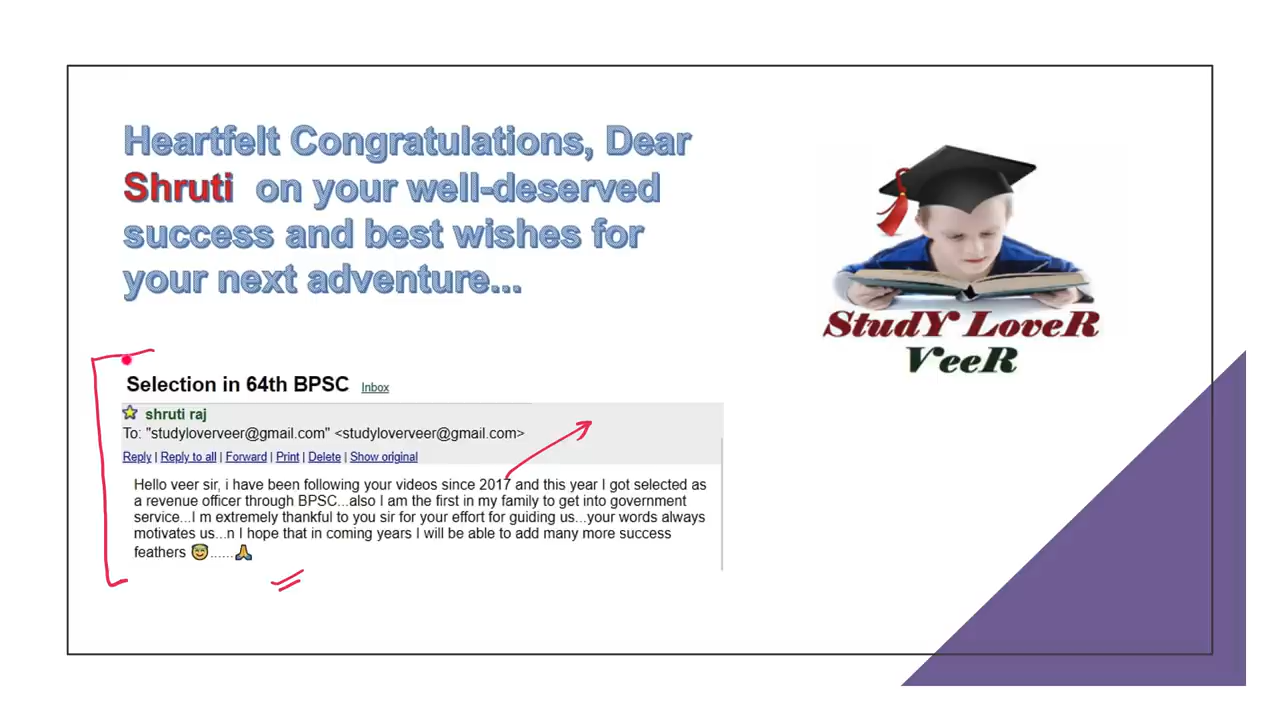 Heartfelt Congratulations, Dear
Shruti on your well-deserved
success and best wishes for
your next adventure...
StudY LoveR
VeeR
Selection in 64th BPSC Inbox
shruti raj
To: "studyloverveer@gmail.com" <studyloverveer@gmail.com>
Reply | Reply to all | Forward | Print | Delete | Show original
Hello veer sir, i have been following your videos since 2017 and this year I got selected as
a revenue officer through BPSC...also I am the first in my family to get into government
service...I m extremely thankful to you sir for your effort for guiding us...your words always
motivates us...n I hope that in coming years I will be able to add many more success
feathers 😇......🙏